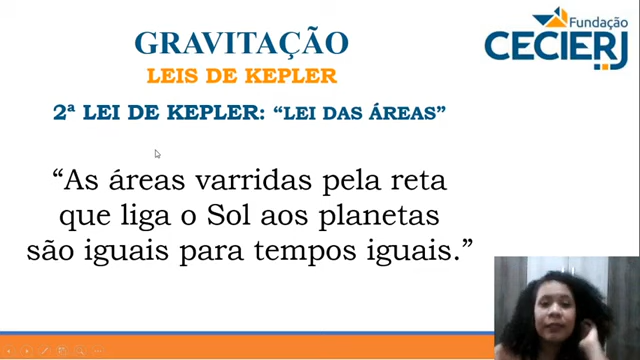 GRAVITAÇÃO
LEIS DE KEPLER
2ª LEI DE KEPLER: “LEI DAS ÁREAS”
“As áreas varridas pela reta
que liga o Sol aos planetas
são iguais para tempos iguais.”
Fundação
CECIERJ